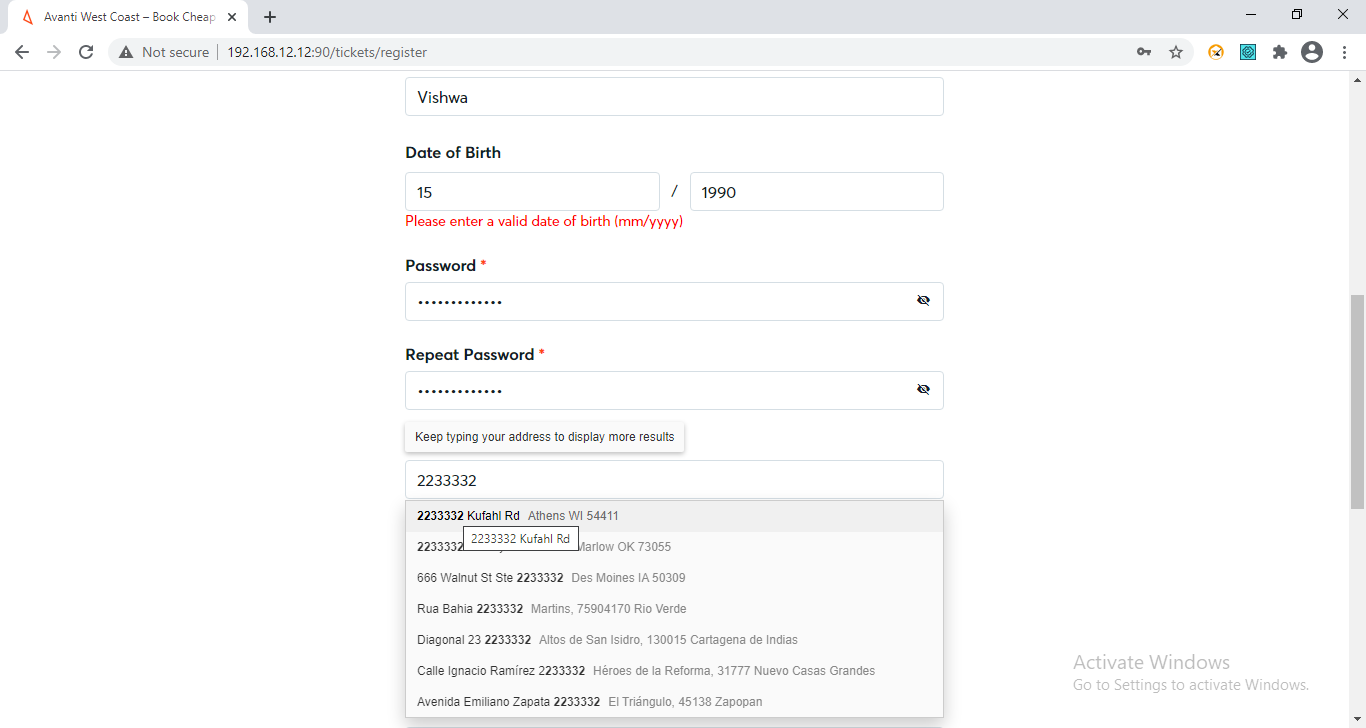 Avanti West Coast – Book Cheap
Not secure 192.168.12.12:90/tickets/register
Vishwa
Date of Birth
15 / 1990
Please enter a valid date of birth (mm/yyyy)
Password *
•••••••••••••
Repeat Password *
•••••••••••••
Keep typing your address to display more results
2233332
2233332 Kufahl Rd Athens WI 54411
2233332 Kufahl Rd
2233332 Marlow OK 73055
666 Walnut St Ste 2233332 Des Moines IA 50309
Rua Bahia 2233332 Martins, 75904170 Rio Verde
Diagonal 23 2233332 Altos de San Isidro, 130015 Cartagena de Indias
Calle Ignacio Ramírez 2233332 Héroes de la Reforma, 31777 Nuevo Casas Grandes
Avenida Emiliano Zapata 2233332 El Triángulo, 45138 Zapopan
Activate Windows
Go to Settings to activate Windows.